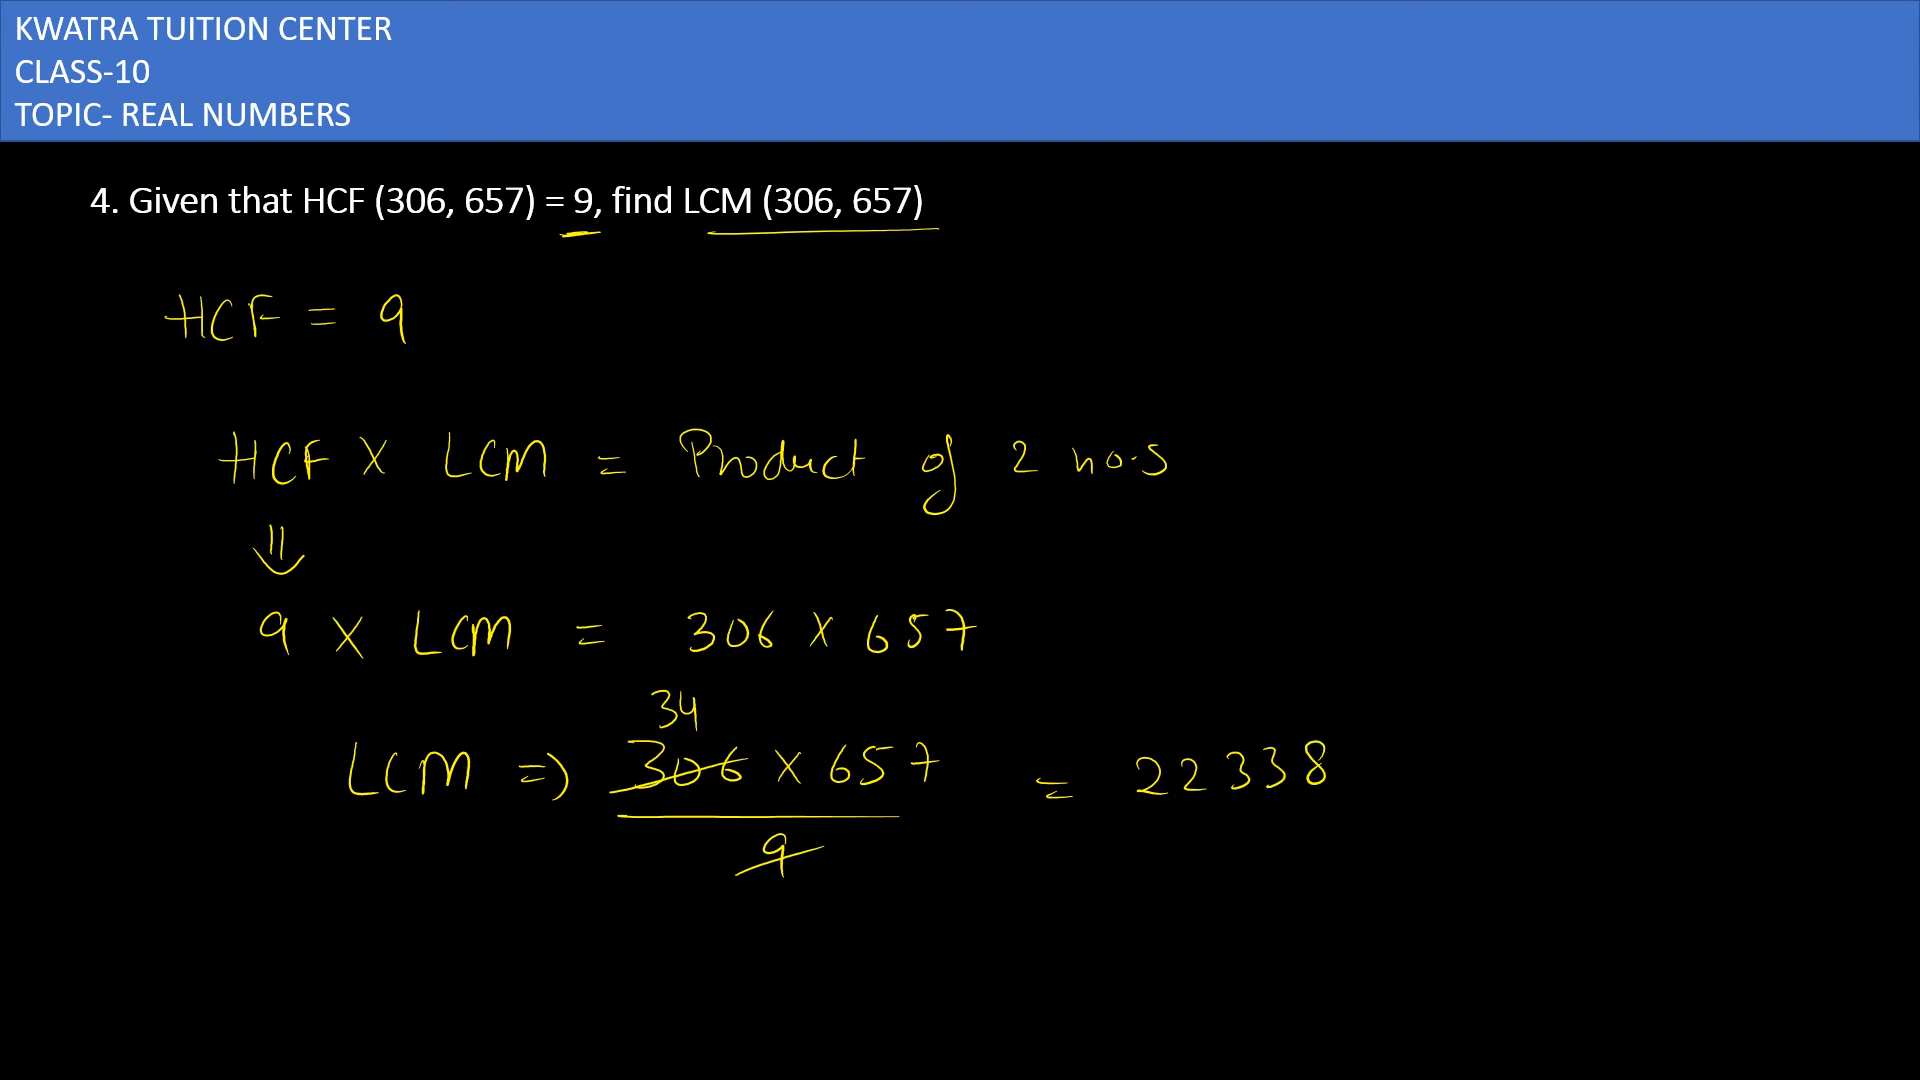 KWATRA TUITION CENTER
CLASS-10
TOPIC- REAL NUMBERS
4. Given that HCF (306, 657) = 9, find LCM (306, 657)
HCF = 9
HCF X LCM = Product of 2 no.s
⇓
9 X LCM = 306 X 657
34
LCM ⇒ 306 X 657 = 22338
9